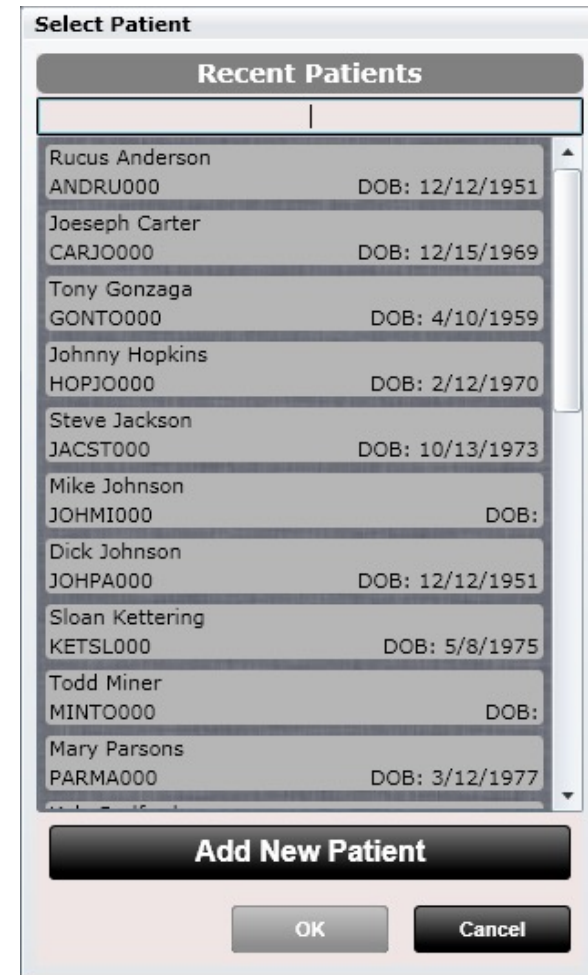 Select Patient
Recent Patients
Rucus Anderson
ANDRU000 DOB: 12/12/1951
Joeseph Carter
CARJO000 DOB: 12/15/1969
Tony Gonzaga
GONTO000 DOB: 4/10/1959
Johnny Hopkins
HOPJO000 DOB: 2/12/1970
Steve Jackson
JACST000 DOB: 10/13/1973
Mike Johnson
JOHMI000 DOB:
Dick Johnson
JOHPA000 DOB: 12/12/1951
Sloan Kettering
KETSL000 DOB: 5/8/1975
Todd Miner
MINTO000 DOB:
Mary Parsons
PARMA000 DOB: 3/12/1977
Add New Patient
OK Cancel